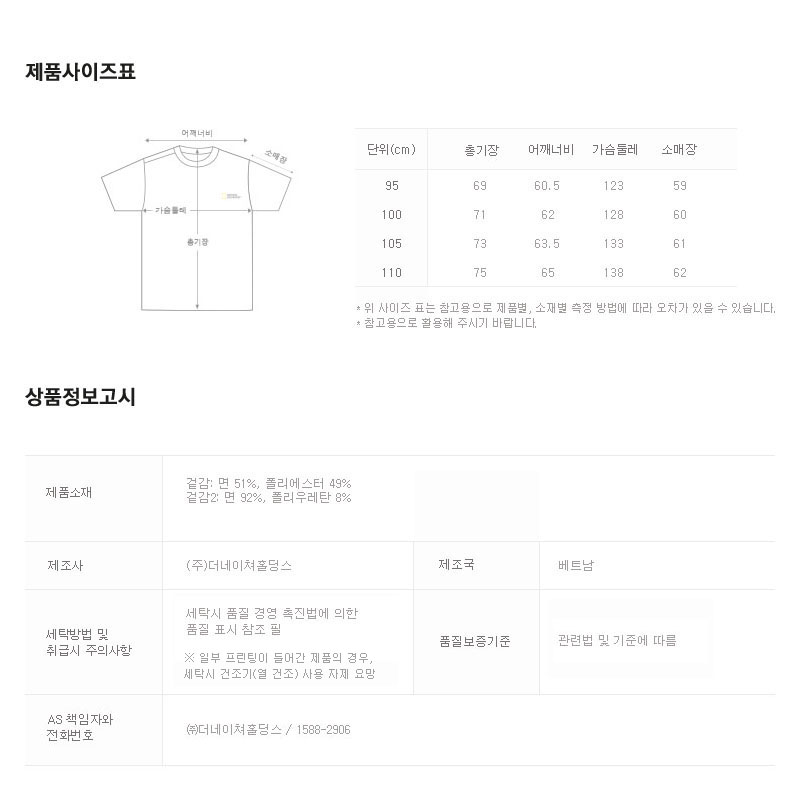 제품사이즈표
어깨너비
소매장
가슴둘레
총기장
단위(cm) 총기장 어깨너비 가슴둘레 소매장
95 69 60.5 123 59
100 71 62 128 60
105 73 63.5 133 61
110 75 65 138 62
* 위 사이즈 표는 참고용으로 제품별, 소재별 측정 방법에 따라 오차가 있을 수 있습니다.
* 참고용으로 활용해 주시기 바랍니다.
상품정보고시
제품소재
겉감: 면 51%, 폴리에스터 49%
겉감2: 면 92%, 폴리우레탄 8%
제조사 (주)더네이쳐홀딩스 제조국 베트남
세탁방법 및
취급시 주의사항
세탁시 품질 경영 촉진법에 의한
품질 표시 참조 필
※ 일부 프린팅이 들어간 제품의 경우,
세탁시 건조기(열 건조) 사용 자제 요망
품질보증기준 관련법 및 기준에 따름
AS 책임자와
전화번호
㈜더네이쳐홀딩스 / 1588-2906